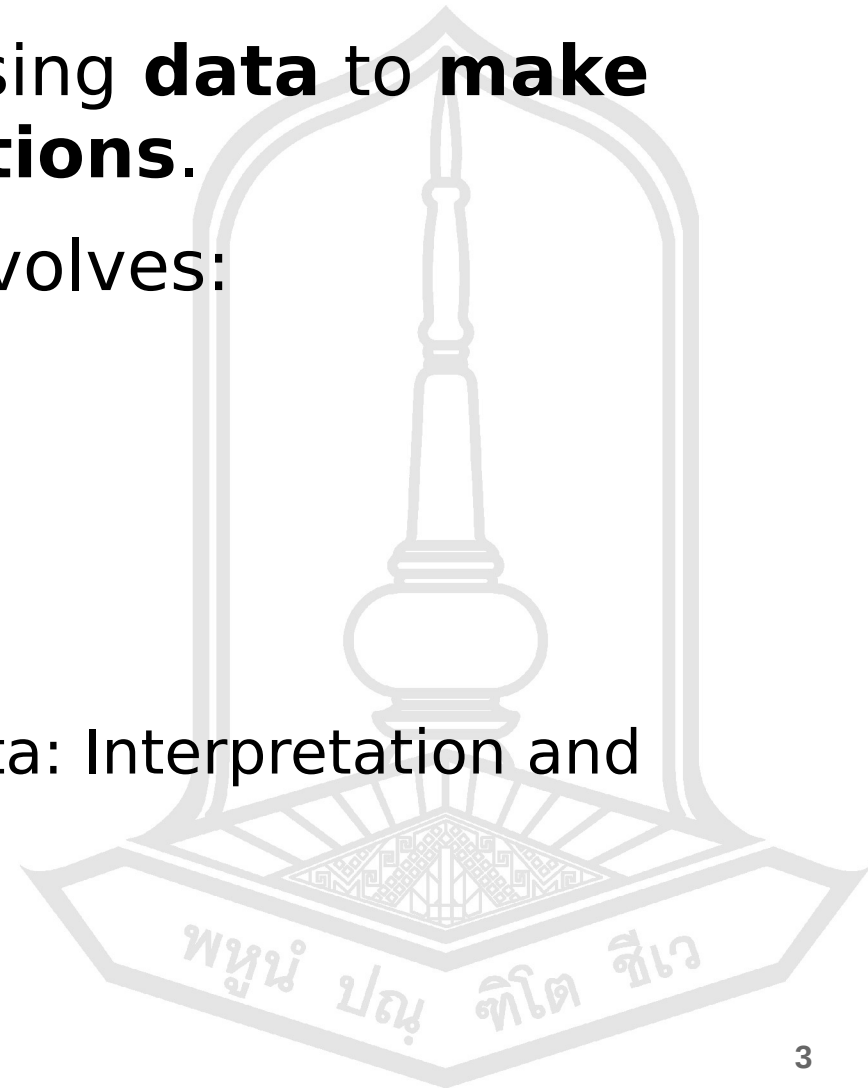 sing data to make
tions.
volves:
ta: Interpretation and
พหูนํ ปณฺฑิโต ชีเว
3